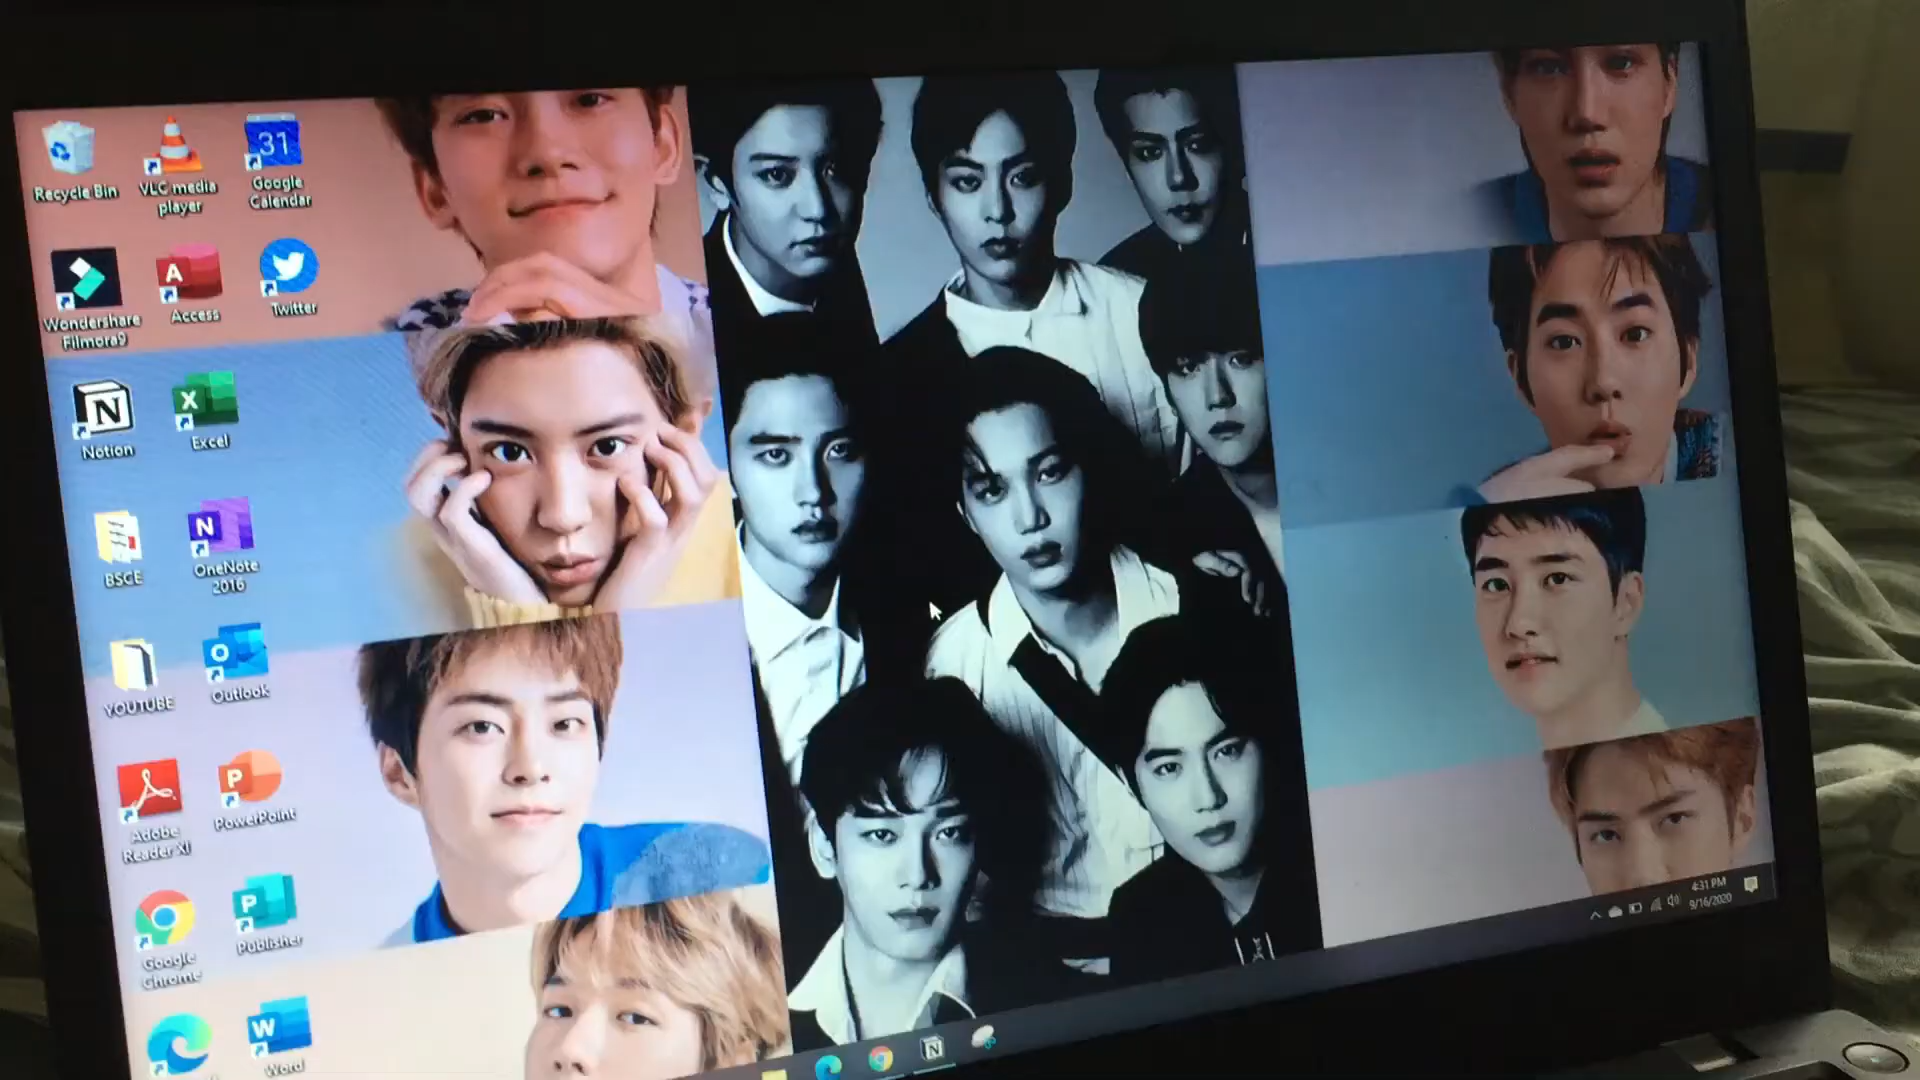 Recycle Bin
VLC media
player
31
Google
Calendar
Wondershare
Filmora9
A
Access
Twitter
N
Notion
X
Excel
BSCE
N
OneNote
2016
YOUTUBE
O
Outlook
Adobe
Reader XI
P
PowerPoint
Google
Chrome
P
Publisher
W
Word
N
4:31 PM
9/16/2020